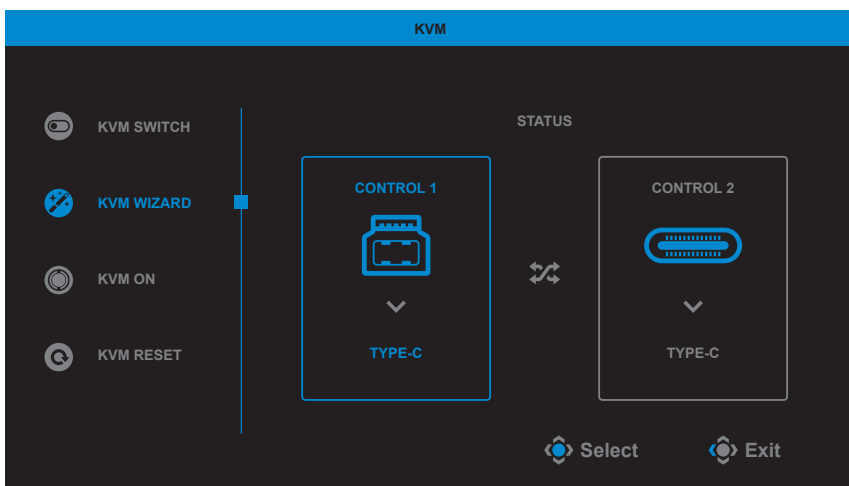 KVM
STATUS
KVM SWITCH
KVM WIZARD
KVM ON
KVM RESET
CONTROL 1
TYPE-C
CONTROL 2
TYPE-C
Select
Exit